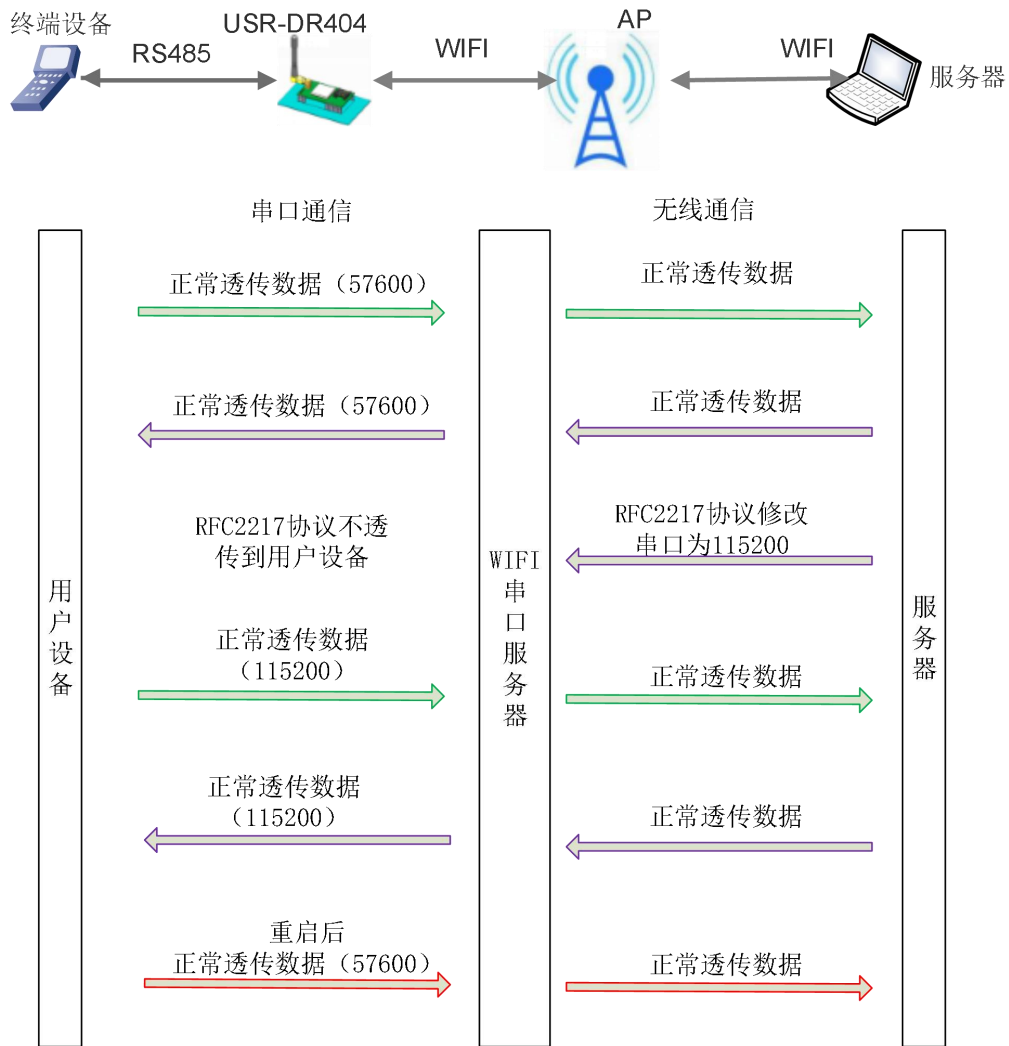 终端设备
USR-DR404
AP
RS485
WIFI
WIFI
服务器
串口通信
无线通信
正常透传数据（57600）
正常透传数据
正常透传数据（57600）
正常透传数据
RFC2217协议不透
传到用户设备
RFC2217协议修改
串口为115200
用户设备
WIFI
串口服务器
服务器
正常透传数据
（115200）
正常透传数据
正常透传数据
（115200）
正常透传数据
重启后
正常透传数据（57600）
正常透传数据